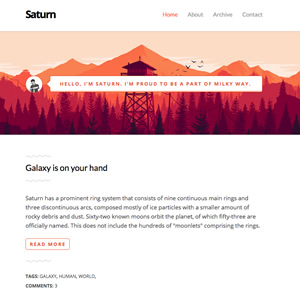 Saturn
Home About Archive Contact
HELLO, I'M SATURN. I'M PROUD TO BE A PART OF MILKY WAY.
Galaxy is on your hand
Saturn has a prominent ring system that consists of nine continuous main rings and
three discontinuous arcs, composed mostly of ice particles with a smaller amount of
rocky debris and dust. Sixty-two known moons orbit the planet, of which fifty-three are
officially named. This does not include the hundreds of "moonlets" comprising the rings.
READ MORE
TAGS: GALAXY, HUMAN, WORLD,
COMMENTS: 3